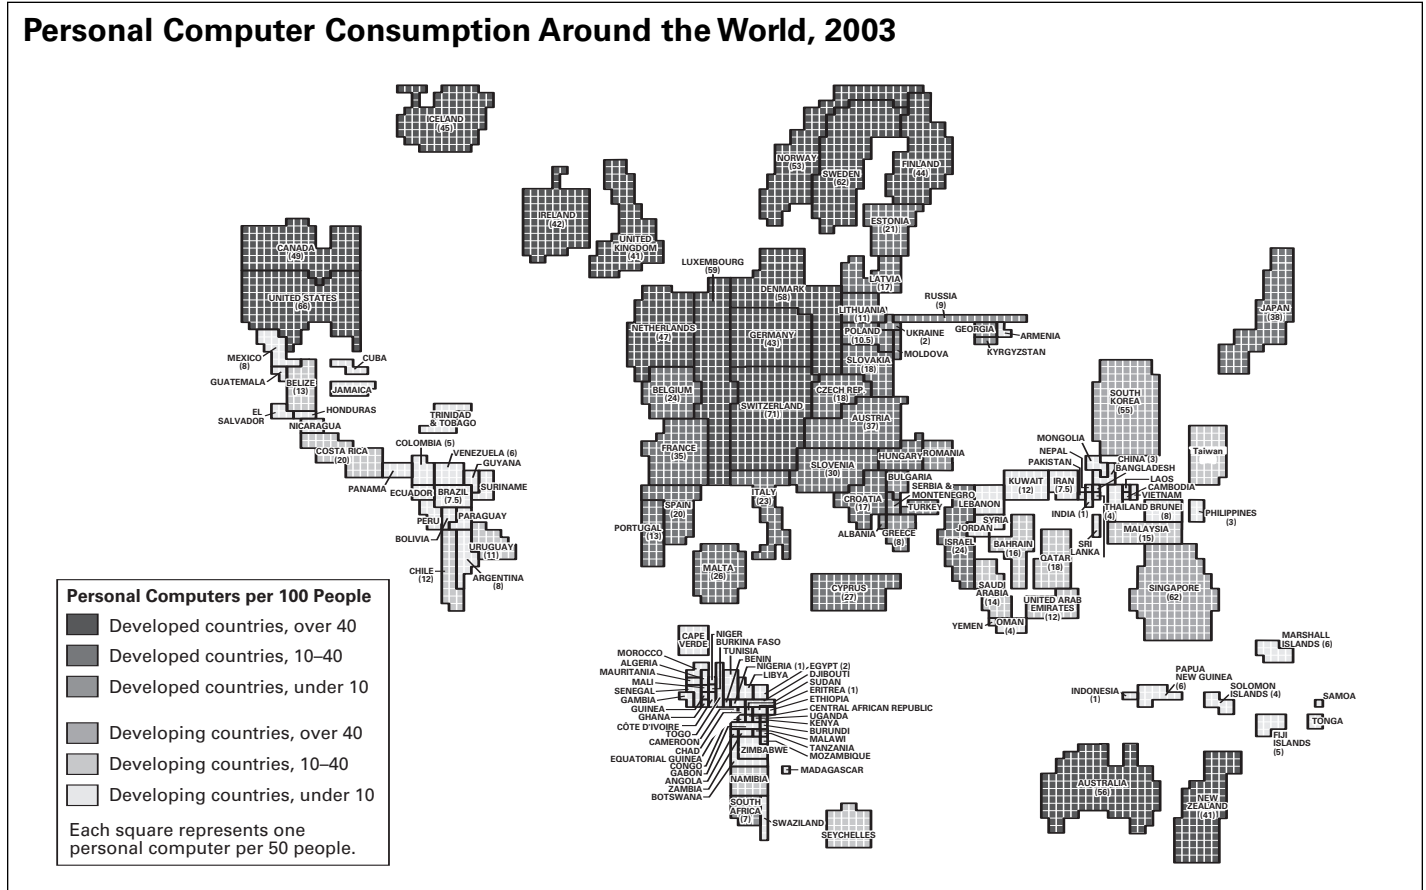 Personal Computer Consumption Around the World, 2003
ICELAND
(45)
NORWAY
(53)
SWEDEN
(62)
FINLAND
(44)
IRELAND
(42)
UNITED
KINGDOM
(41)
ESTONIA
(21)
CANADA
(49)
UNITED STATES
(66)
LUXEMBOURG
(59)
DENMARK
(58)
LATVIA
(17)
LITHUANIA
(11)
RUSSIA
(9)
JAPAN
(38)
NETHERLANDS
(47)
GERMANY
(43)
POLAND
(10.5)
UKRAINE
(2)
GEORGIA
ARMENIA
KYRGYZSTAN
MOLDOVA
SLOVAKIA
(18)
MEXICO
(8)
CUBA
GUATEMALA
BELIZE
(13)
JAMAICA
EL
SALVADOR
HONDURAS
NICARAGUA
TRINIDAD
& TOBAGO
COSTA RICA
(20)
COLOMBIA (5)
VENEZUELA (6)
GUYANA
PANAMA
ECUADOR
BRAZIL
(7.5)
SURINAME
PERU
PARAGUAY
BOLIVIA
URUGUAY
(11)
CHILE
(12)
ARGENTINA
(8)
BELGIUM
(24)
SWITZERLAND
(71)
CZECH REP.
(18)
AUSTRIA
(37)
FRANCE
(35)
SLOVENIA
(30)
HUNGARY
ROMANIA
BULGARIA
SERBIA &
MONTENEGRO
TURKEY
CROATIA
(17)
ITALY
(23)
SPAIN
(20)
PORTUGAL
(13)
ALBANIA
GREECE
(8)
MALTA
(26)
CYPRUS
(27)
SOUTH
KOREA
(55)
MONGOLIA
NEPAL
PAKISTAN
CHINA (3)
BANGLADESH
LAOS
CAMBODIA
VIETNAM
Taiwan
KUWAIT
(12)
IRAN
(7.5)
LEBANON
SYRIA
JORDAN
ISRAEL
(24)
INDIA (1)
THAILAND
(4)
BRUNEI
(8)
PHILIPPINES
(3)
MALAYSIA
(15)
SRI
LANKA
BAHRAIN
(16)
QATAR
(18)
SINGAPORE
(62)
SAUDI
ARABIA
(14)
UNITED ARAB
EMIRATES
(12)
YEMEN
OMAN
(4)
CAPE
VERDE
NIGER
BURKINA FASO
TUNISIA
BENIN
NIGERIA (1)
LIBYA
EGYPT (2)
DJIBOUTI
SUDAN
ERITREA (1)
ETHIOPIA
CENTRAL AFRICAN REPUBLIC
UGANDA
KENYA
BURUNDI
MALAWI
TANZANIA
MOZAMBIQUE
MOROCCO
ALGERIA
MAURITANIA
MALI
SENEGAL
GAMBIA
GUINEA
GHANA
CÔTE D'IVOIRE
TOGO
CAMEROON
CHAD
EQUATORIAL GUINEA
CONGO
GABON
ANGOLA
ZAMBIA
BOTSWANA
ZIMBABWE
NAMIBIA
MADAGASCAR
SOUTH
AFRICA
(7)
SWAZILAND
SEYCHELLES
MARSHALL
ISLANDS (6)
PAPUA
NEW GUINEA
(6)
INDONESIA
(1)
SOLOMON
ISLANDS (4)
SAMOA
TONGA
FIJI
ISLANDS
(5)
AUSTRALIA
(56)
NEW
ZEALAND
(41)
Personal Computers per 100 People
Developed countries, over 40
Developed countries, 10–40
Developed countries, under 10
Developing countries, over 40
Developing countries, 10–40
Developing countries, under 10
Each square represents one
personal computer per 50 people.